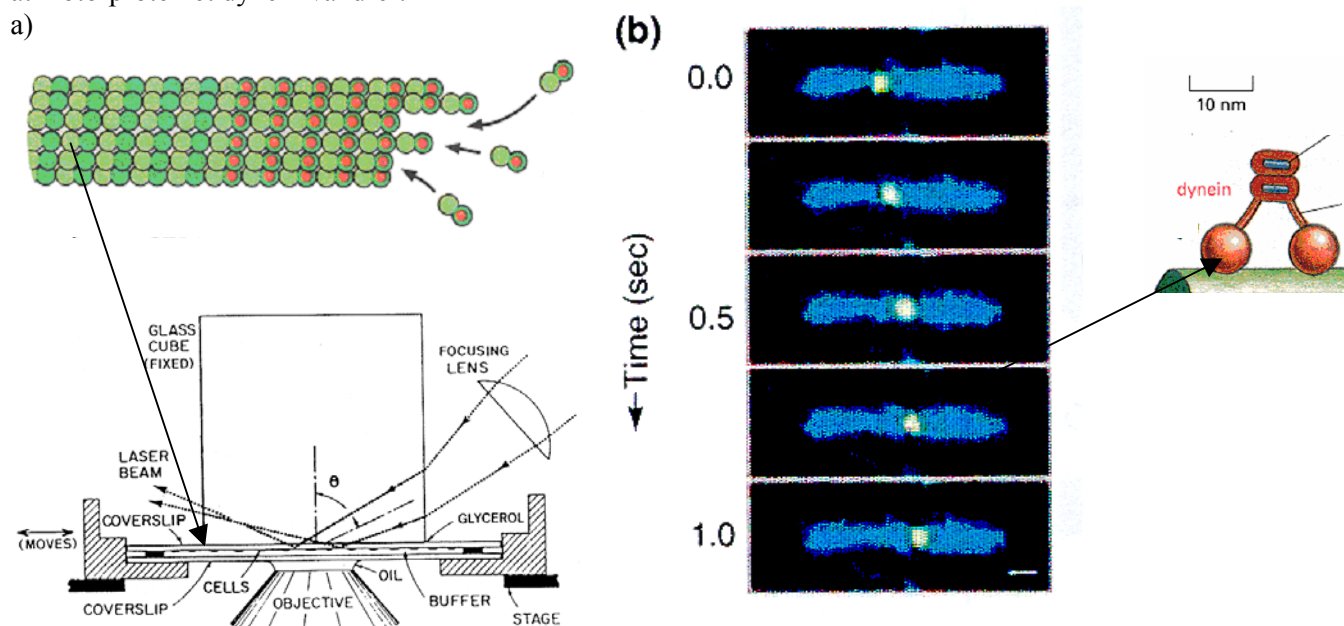 a)
GLASS
CUBE
(FIXED)
FOCUSING
LENS
LASER
BEAM
θ
COVERSLIP
GLYCEROL
(MOVES)
CELLS
OIL
COVERSLIP
OBJECTIVE
BUFFER
STAGE
(b)
0.0
0.5
1.0
Time (sec)
10 nm
dynein